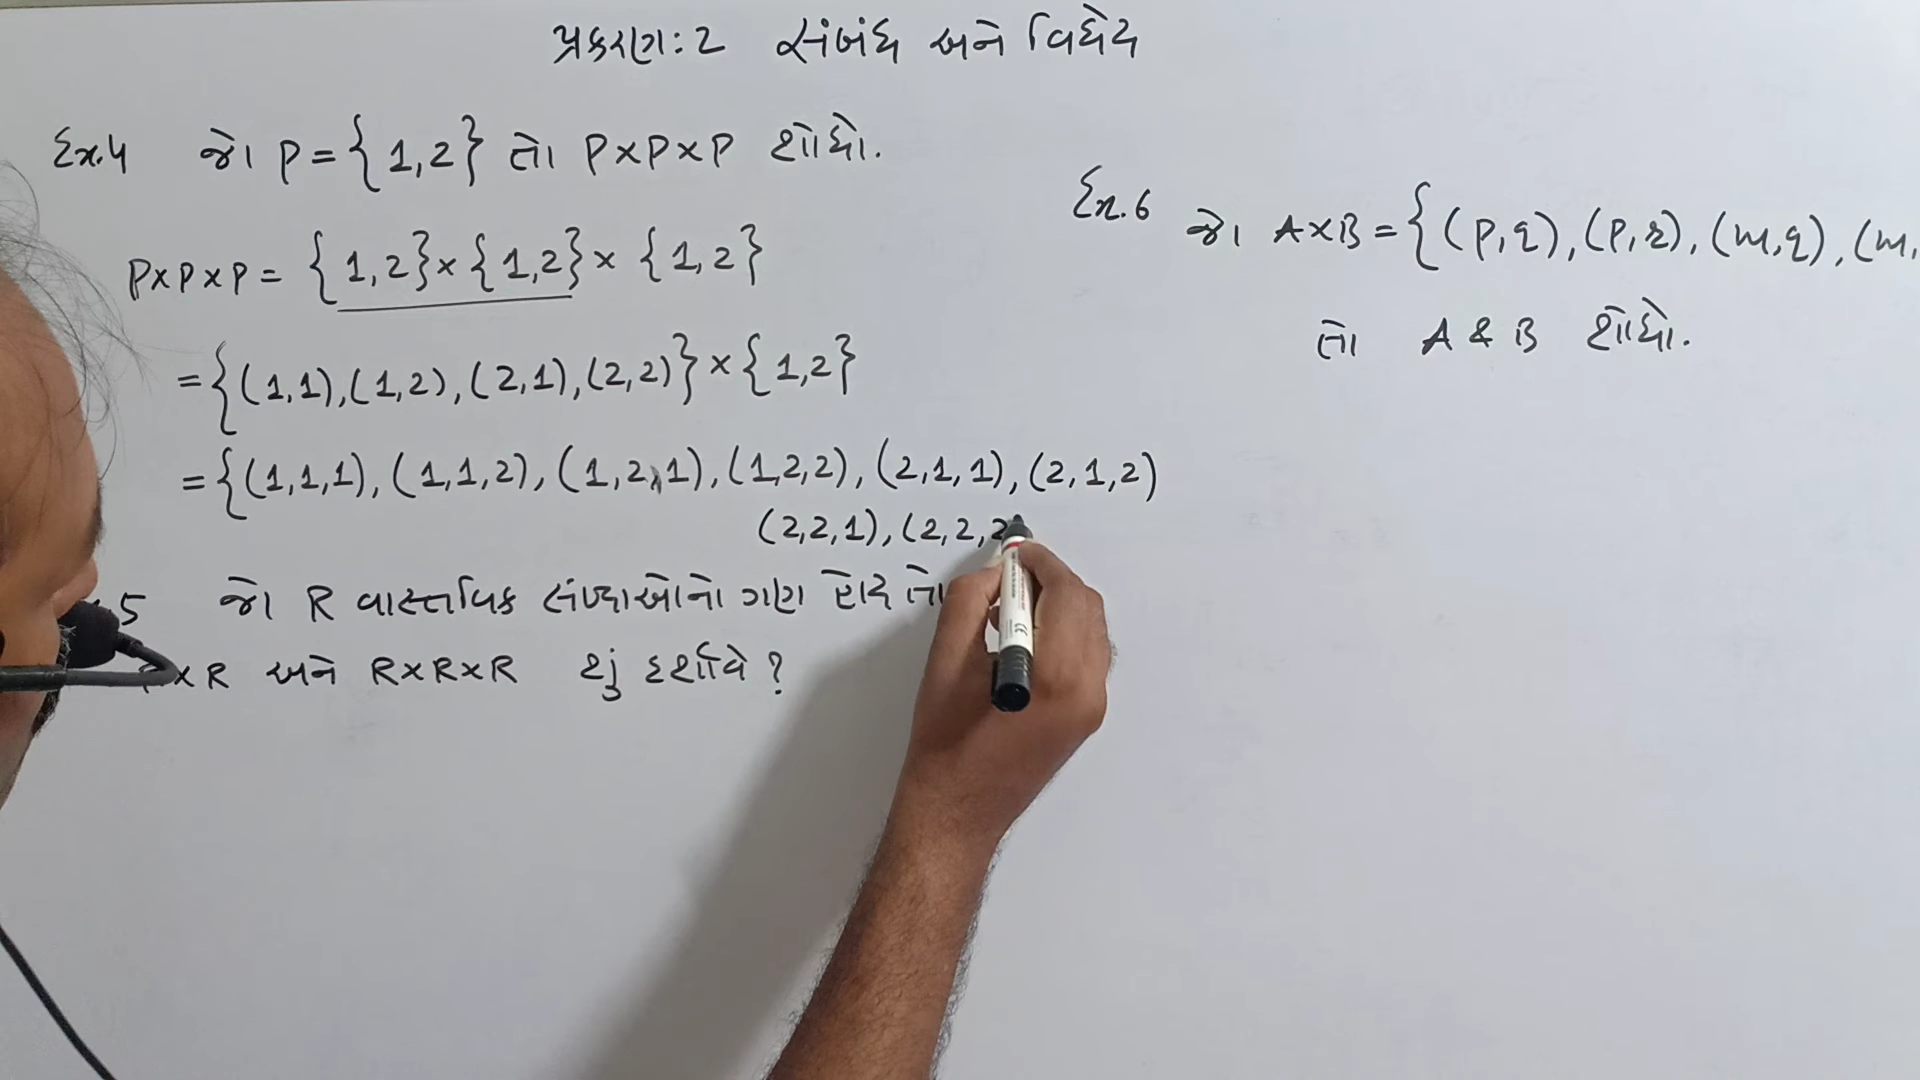 પ્રકરણ: 2 સંબંધ અને વિધેય
Ex.4 જો P = {1,2} તો P×P×P શોધો.
P×P×P = {1,2}×{1,2}×{1,2}
= {(1,1),(1,2),(2,1),(2,2)}×{1,2}
= {(1,1,1),(1,1,2),(1,2,1),(1,2,2),(2,1,1),(2,1,2)
(2,2,1),(2,2,2
5 જો R વાસ્તવિક સંખ્યાઓનો ગણ હોય તો
×R અને R×R×R શું દર્શાવે ?
Ex.6 જો A×B = {(p,q),(p,r),(m,q),(m,
તો A & B શોધો.